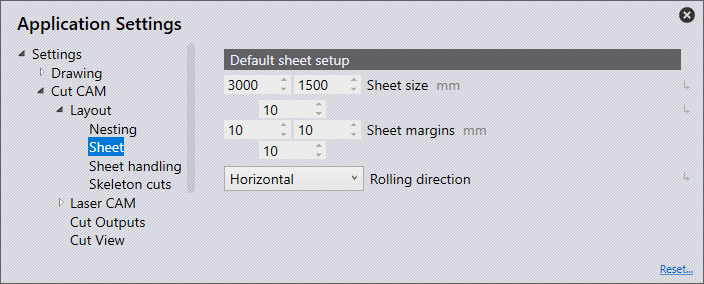 Application Settings
Settings
Drawing
Cut CAM
Layout
Nesting
Sheet
Sheet handling
Skeleton cuts
Laser CAM
Cut Outputs
Cut View
Default sheet setup
3000 1500 Sheet size mm
10
10 10 Sheet margins mm
10
Horizontal Rolling direction
Reset...